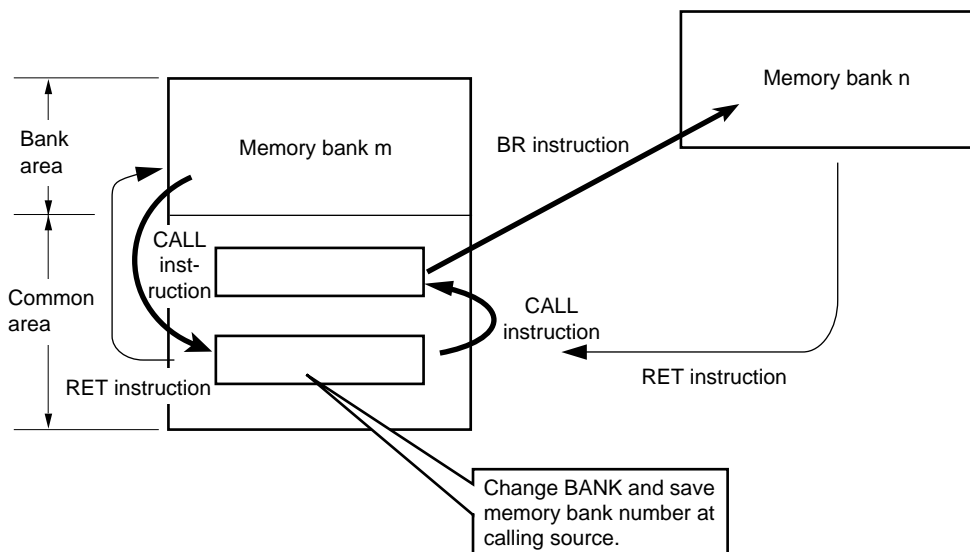 Memory bank n
Bank
area
Memory bank m
BR instruction
CALL
inst-
ruction
Common
area
CALL
instruction
RET instruction
RET instruction
Change BANK and save
memory bank number at
calling source.